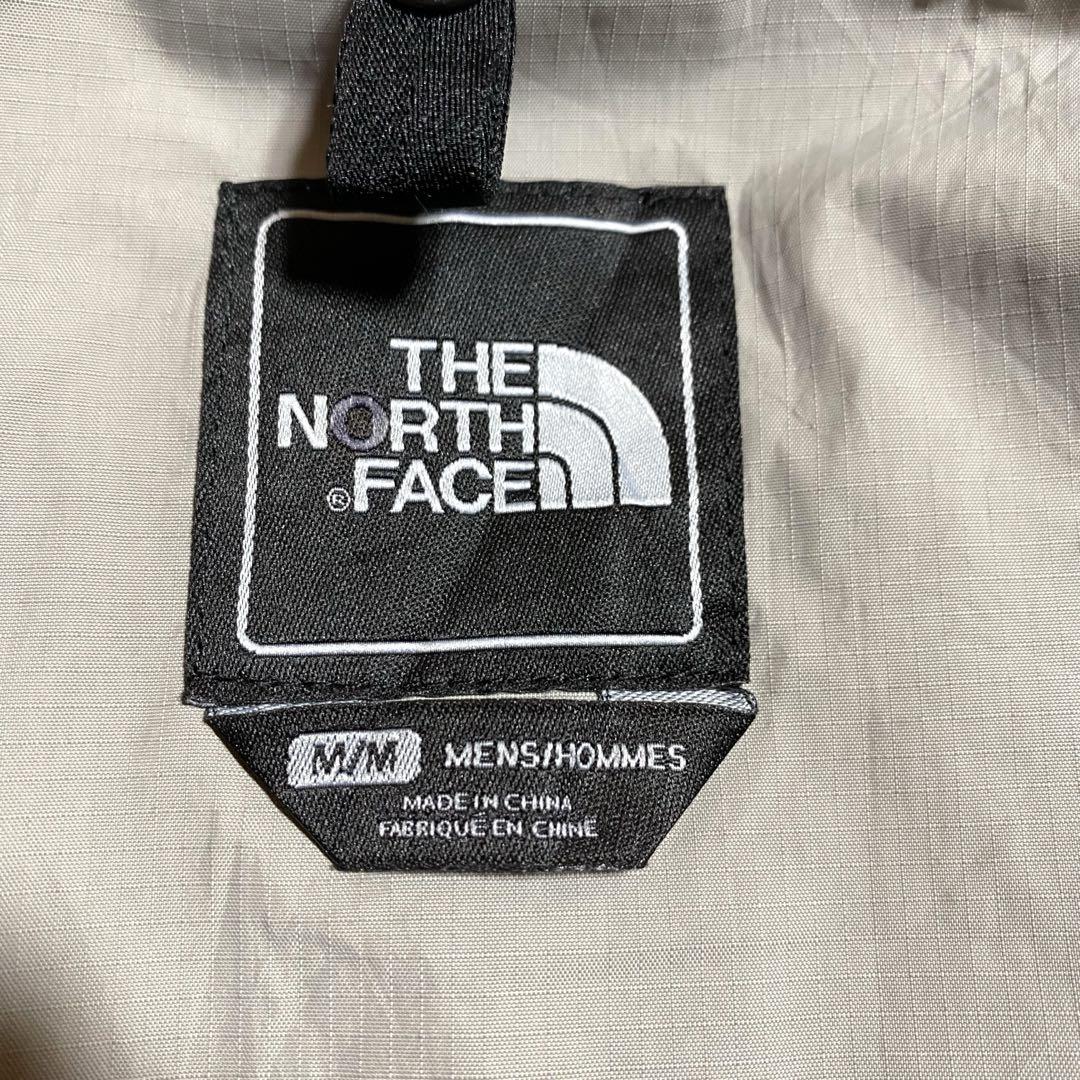 THE
NORTH
®FACE
M/M MENS/HOMMES
MADE IN CHINA
FABRIQUÉ EN CHINE